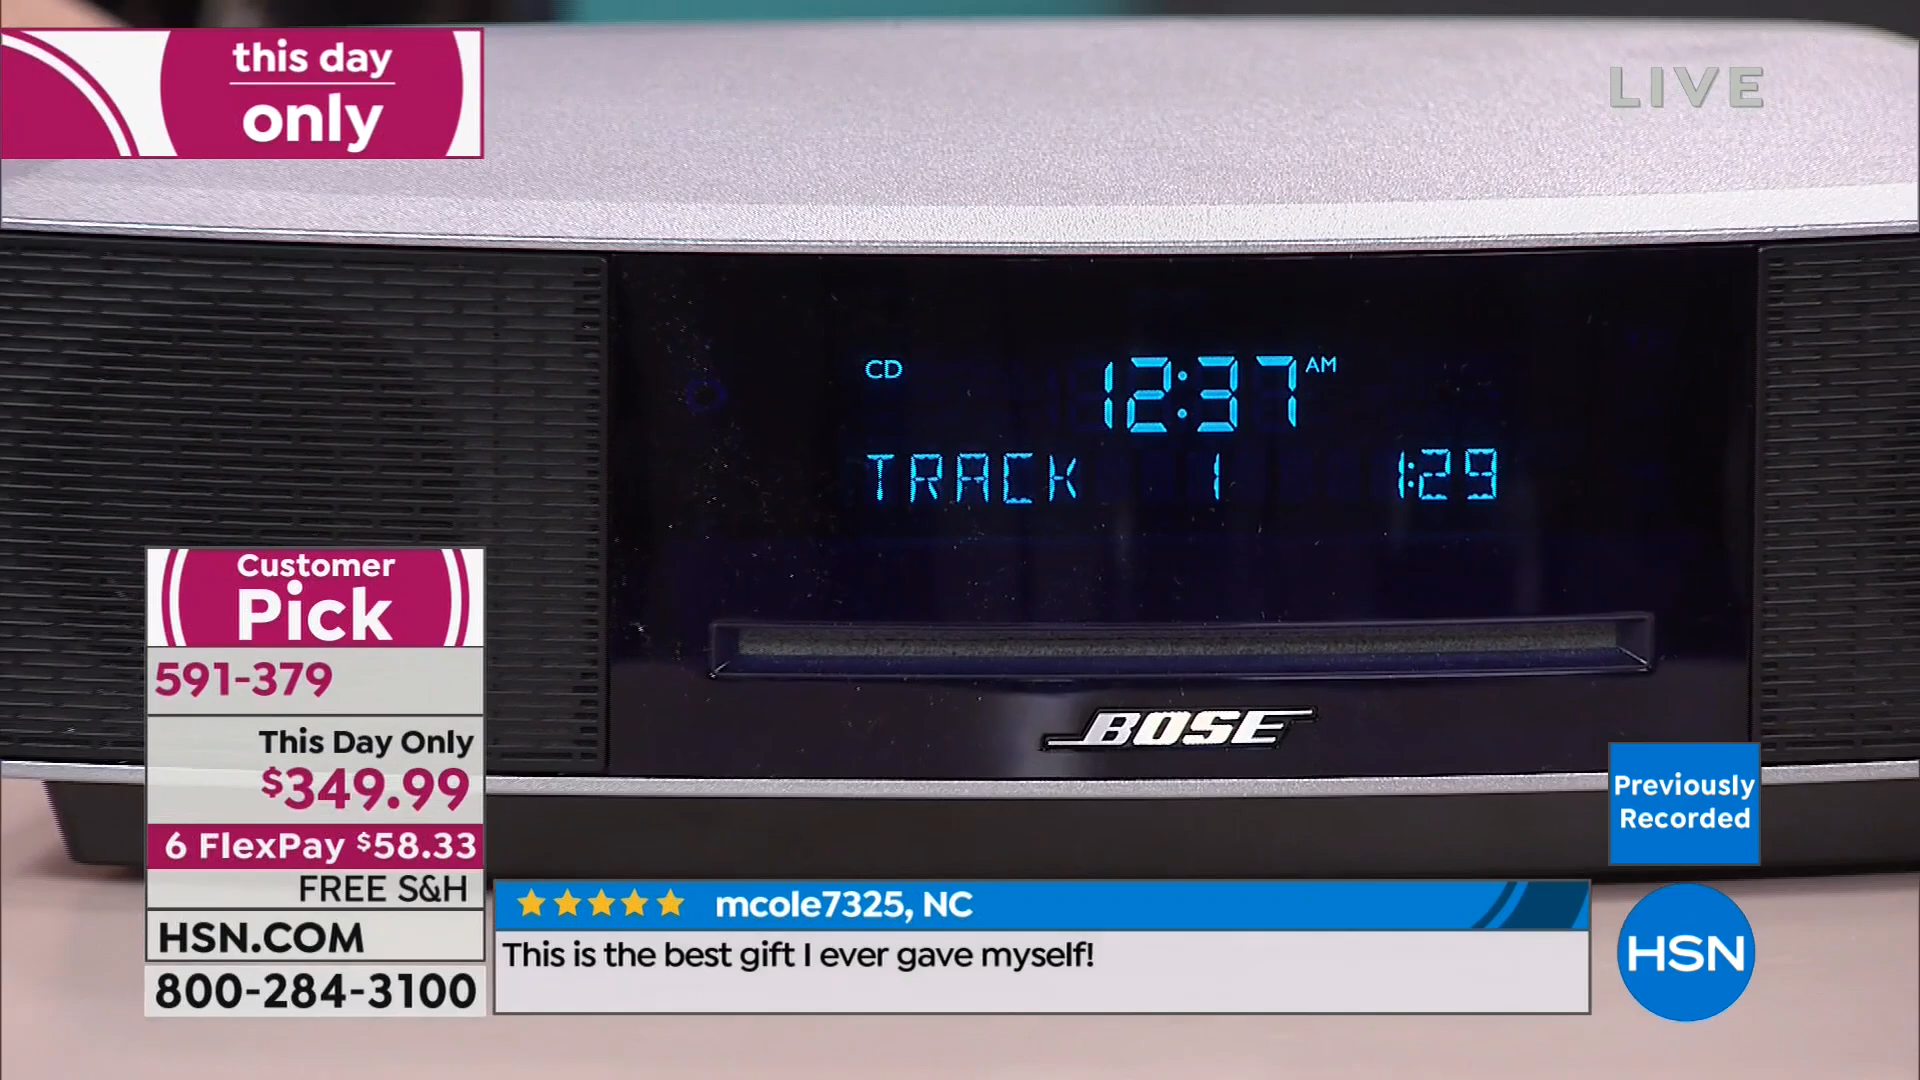 this day
only
LIVE
CD 12:37 AM
TRACK 1 1:29
BOSE
Customer
Pick
591-379
This Day Only
$349.99
6 FlexPay $58.33
FREE S&H
HSN.COM
800-284-3100
Previously
Recorded
★★★★★ mcole7325, NC
This is the best gift I ever gave myself!
HSN